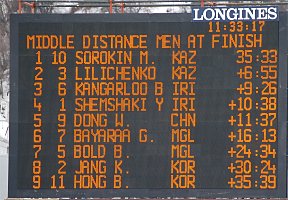 LONGINES
11:33:17
MIDDLE DISTANCE MEN AT FINISH
1 10 SOROKIN M. KAZ 35:33
2 3 LILICHENKO KAZ +6:55
3 6 KANGARLOO B IRI +9:26
4 1 SHEMSHAKI Y IRI +10:38
5 9 DONG W. CHN +11:37
6 7 BAYARAA G. MGL +16:13
7 5 BOLD B. MGL +24:34
8 2 JANG K. KOR +30:24
9 11 HONG B. KOR +35:39